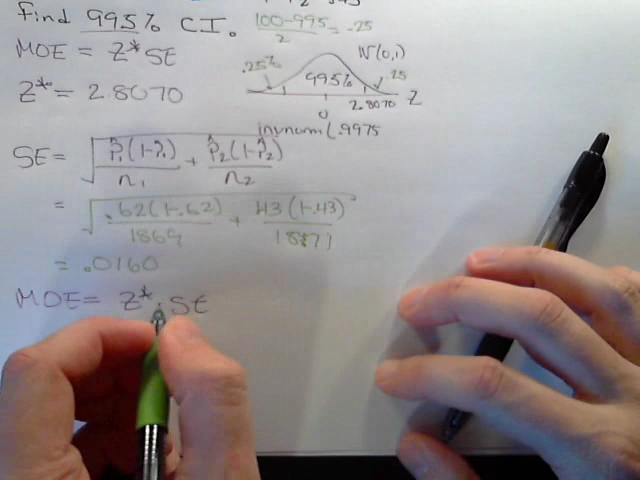 Find 99.5% CI.
100-99.5/2 = .25
MOE = Z* SE
N(0,1)
.25%
99.5%
.25
Z* = 2.8070
0
2.8070
Z
invnorm(.9975
SE = √ p̂₁(1-p̂₁)/n₁ + p̂₂(1-p̂₂)/n₂
= √ .62(1-.62)/1869 + .43(1-.43)
= .0160
MOE = Z* · SE